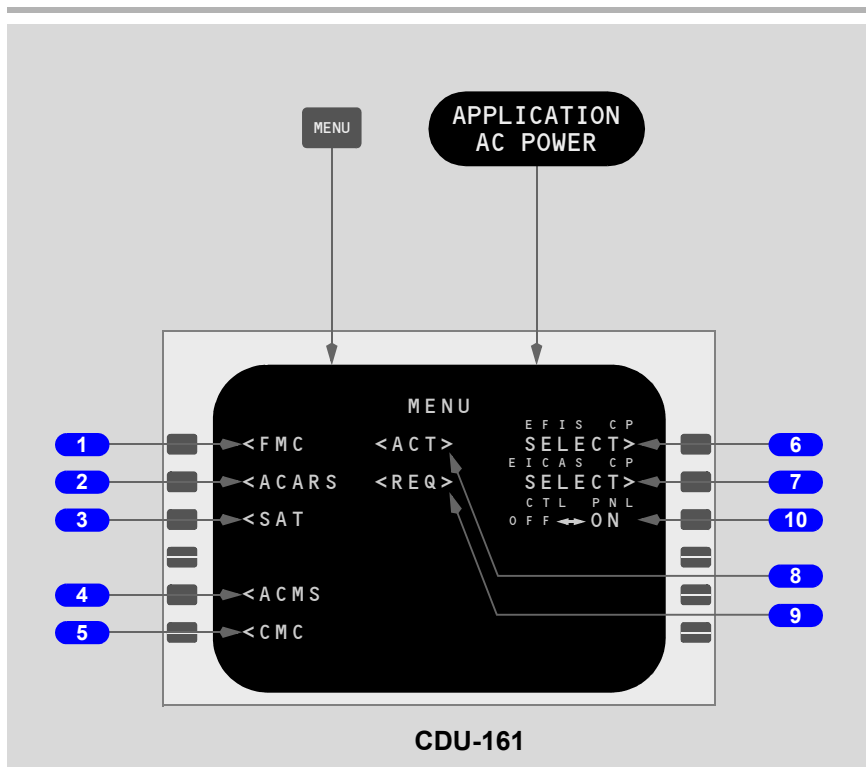 APPLICATION
AC POWER
MENU
MENU
EFIS CP
1 <FMC <ACT> SELECT> 6
EICAS CP
2 <ACARS <REQ> SELECT> 7
CTL PNL
3 <SAT OFF↔ON 10
8
4 <ACMS 9
5 <CMC
CDU-161